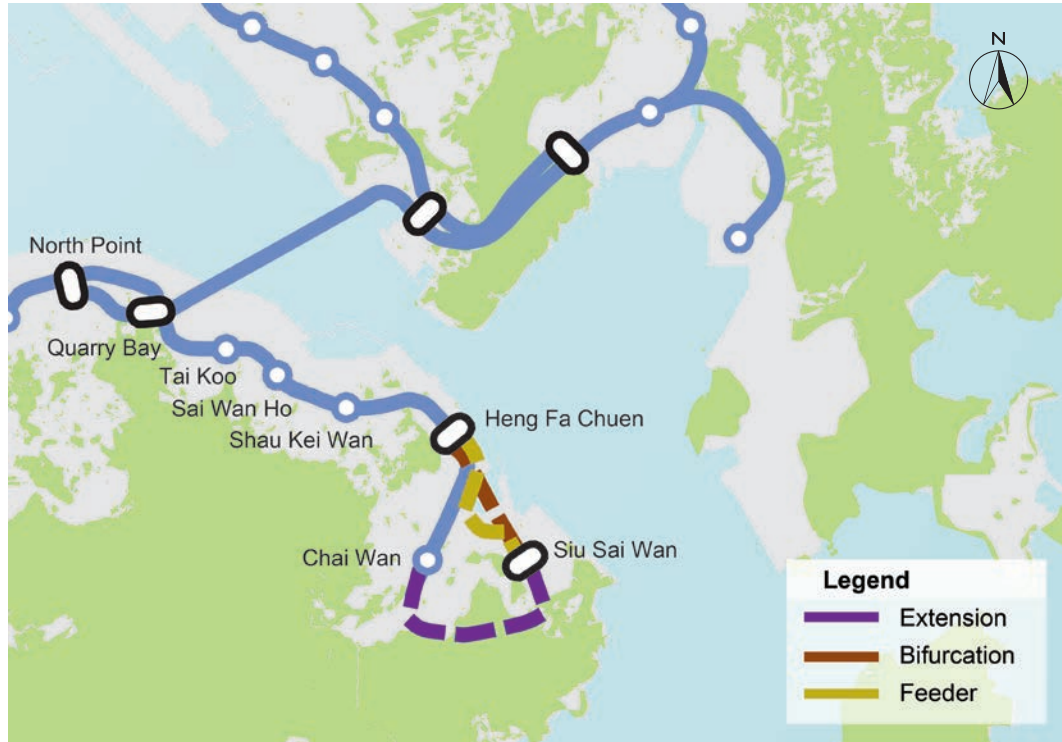 N
North Point
Quarry Bay
Tai Koo
Sai Wan Ho
Shau Kei Wan
Heng Fa Chuen
Chai Wan
Siu Sai Wan
Legend
Extension
Bifurcation
Feeder